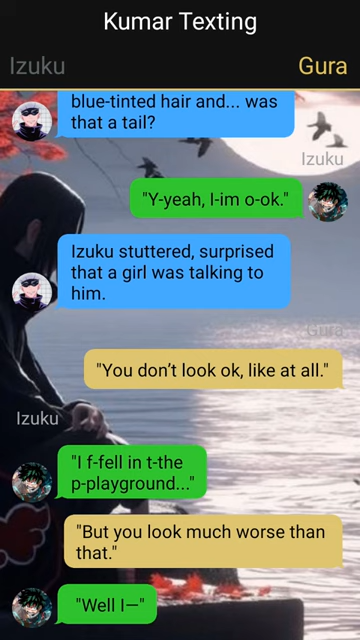 Kumar Texting
Izuku
Gura
blue-tinted hair and... was
that a tail?
Izuku
"Y-yeah, I-im o-ok."
Izuku stuttered, surprised
that a girl was talking to
him.
Gura
"You don't look ok, like at all."
Izuku
"I f-fell in t-the
p-playground..."
"But you look much worse than
that."
"Well I—"